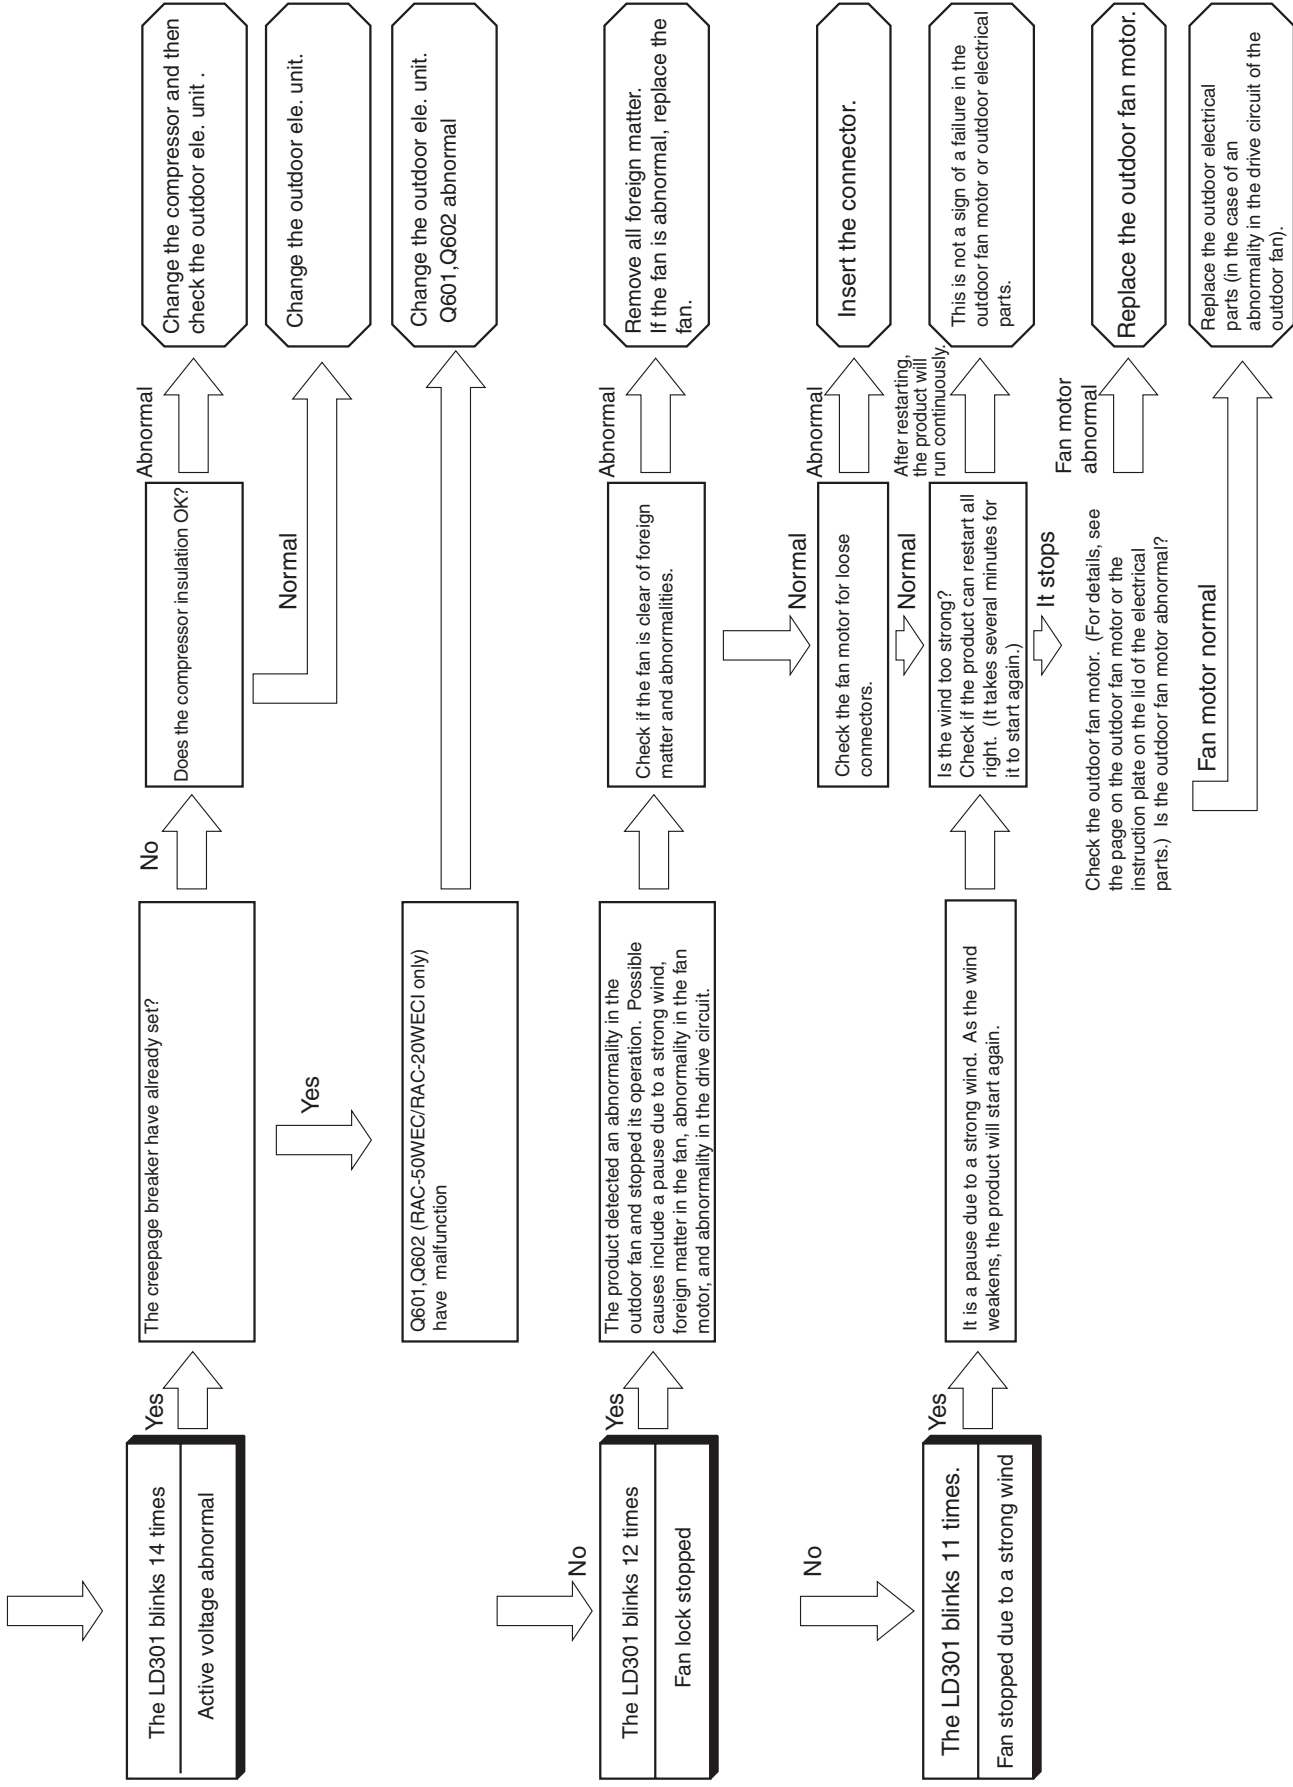 The LD301 blinks 14 times
Active voltage abnormal
Yes
The creepage breaker have already set?
No
Does the compressor insulation OK?
Abnormal
Change the compressor and then
check the outdoor ele. unit .
Normal
Change the outdoor ele. unit.
Yes
Q601,Q602 (RAC-50WEC/RAC-20WECI only)
have malfunction
Change the outdoor ele. unit.
Q601,Q602 abnormal
No
The LD301 blinks 12 times
Fan lock stopped
Yes
The product detected an abnormality in the
outdoor fan and stopped its operation. Possible
causes include a pause due to a strong wind,
foreign matter in the fan, abnormality in the fan
motor, and abnormality in the drive circuit.
Check if the fan is clear of foreign
matter and abnormalities.
Abnormal
Remove all foreign matter.
If the fan is abnormal, replace the
fan.
Normal
Check the fan motor for loose
connectors.
Abnormal
Insert the connector.
Normal
No
The LD301 blinks 11 times.
Fan stopped due to a strong wind
Yes
It is a pause due to a strong wind. As the wind
weakens, the product will start again.
Is the wind too strong?
Check if the product can restart all
right. (It takes several minutes for
it to start again.)
After restarting,
the product will
run continuously.
This is not a sign of a failure in the
outdoor fan motor or outdoor electrical
parts.
It stops
Check the outdoor fan motor. (For details, see
the page on the outdoor fan motor or the
instruction plate on the lid of the electrical
parts.) Is the outdoor fan motor abnormal?
Fan motor
abnormal
Replace the outdoor fan motor.
Fan motor normal
Replace the outdoor electrical
parts (in the case of an
abnormality in the drive circuit of the
outdoor fan).